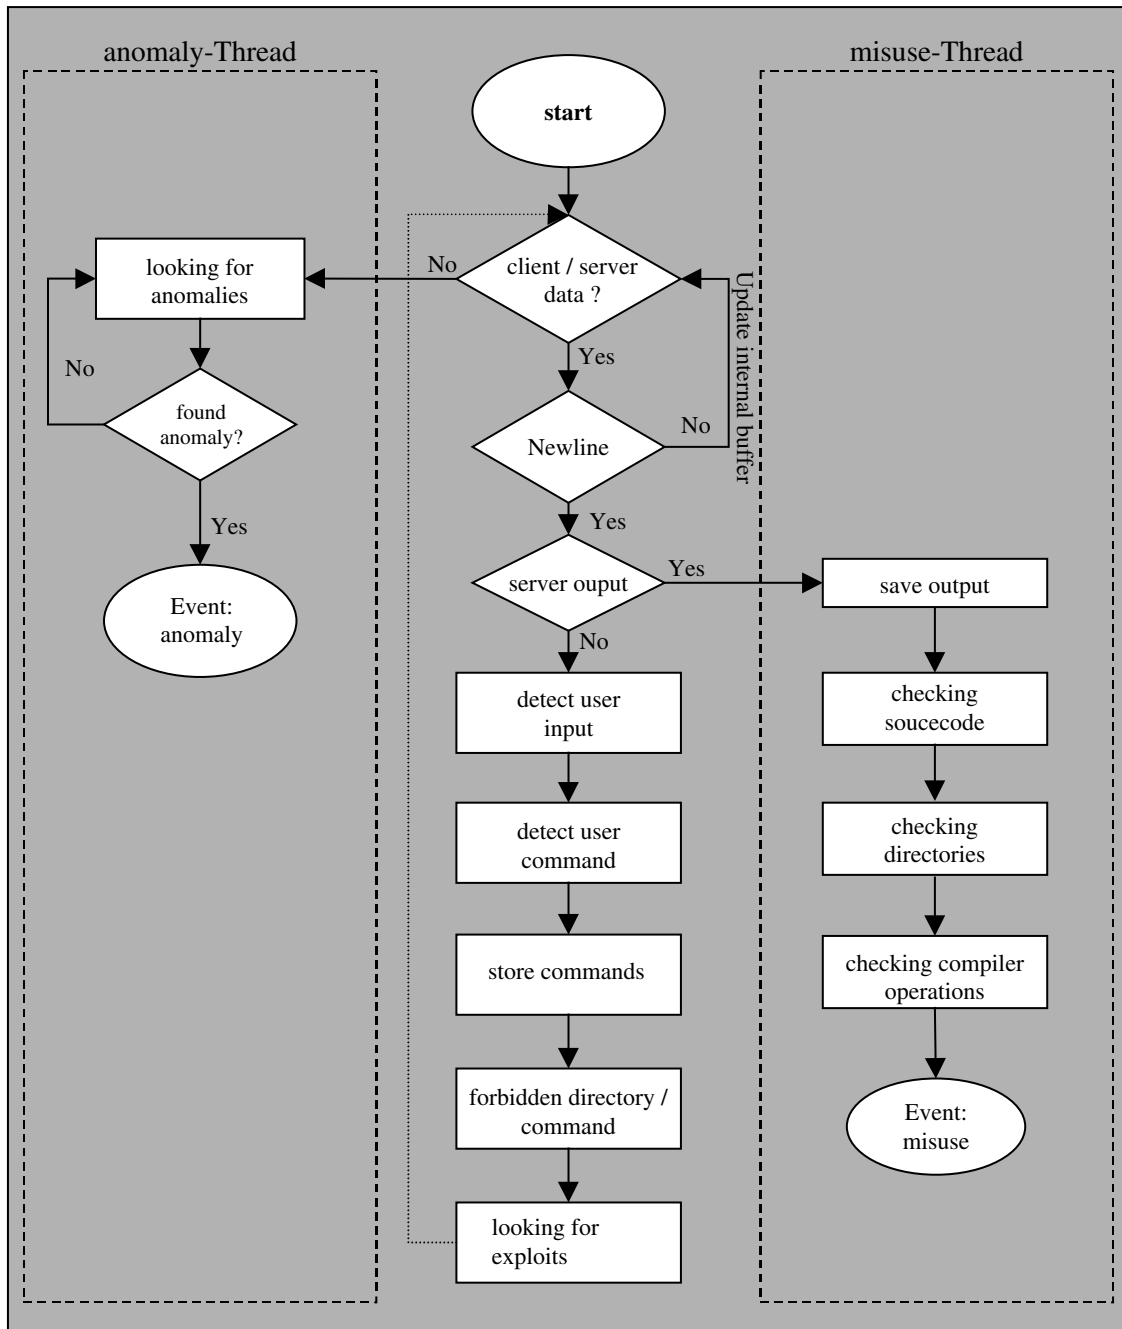 anomaly-Thread
misuse-Thread
start
client / server
data ?
No
Yes
Update internal buffer
looking for
anomalies
No
found
anomaly?
Yes
Event:
anomaly
Newline
No
Yes
server ouput
Yes
No
save output
detect user
input
checking
soucecode
detect user
command
checking
directories
store commands
checking compiler
operations
forbidden directory /
command
Event:
misuse
looking for
exploits